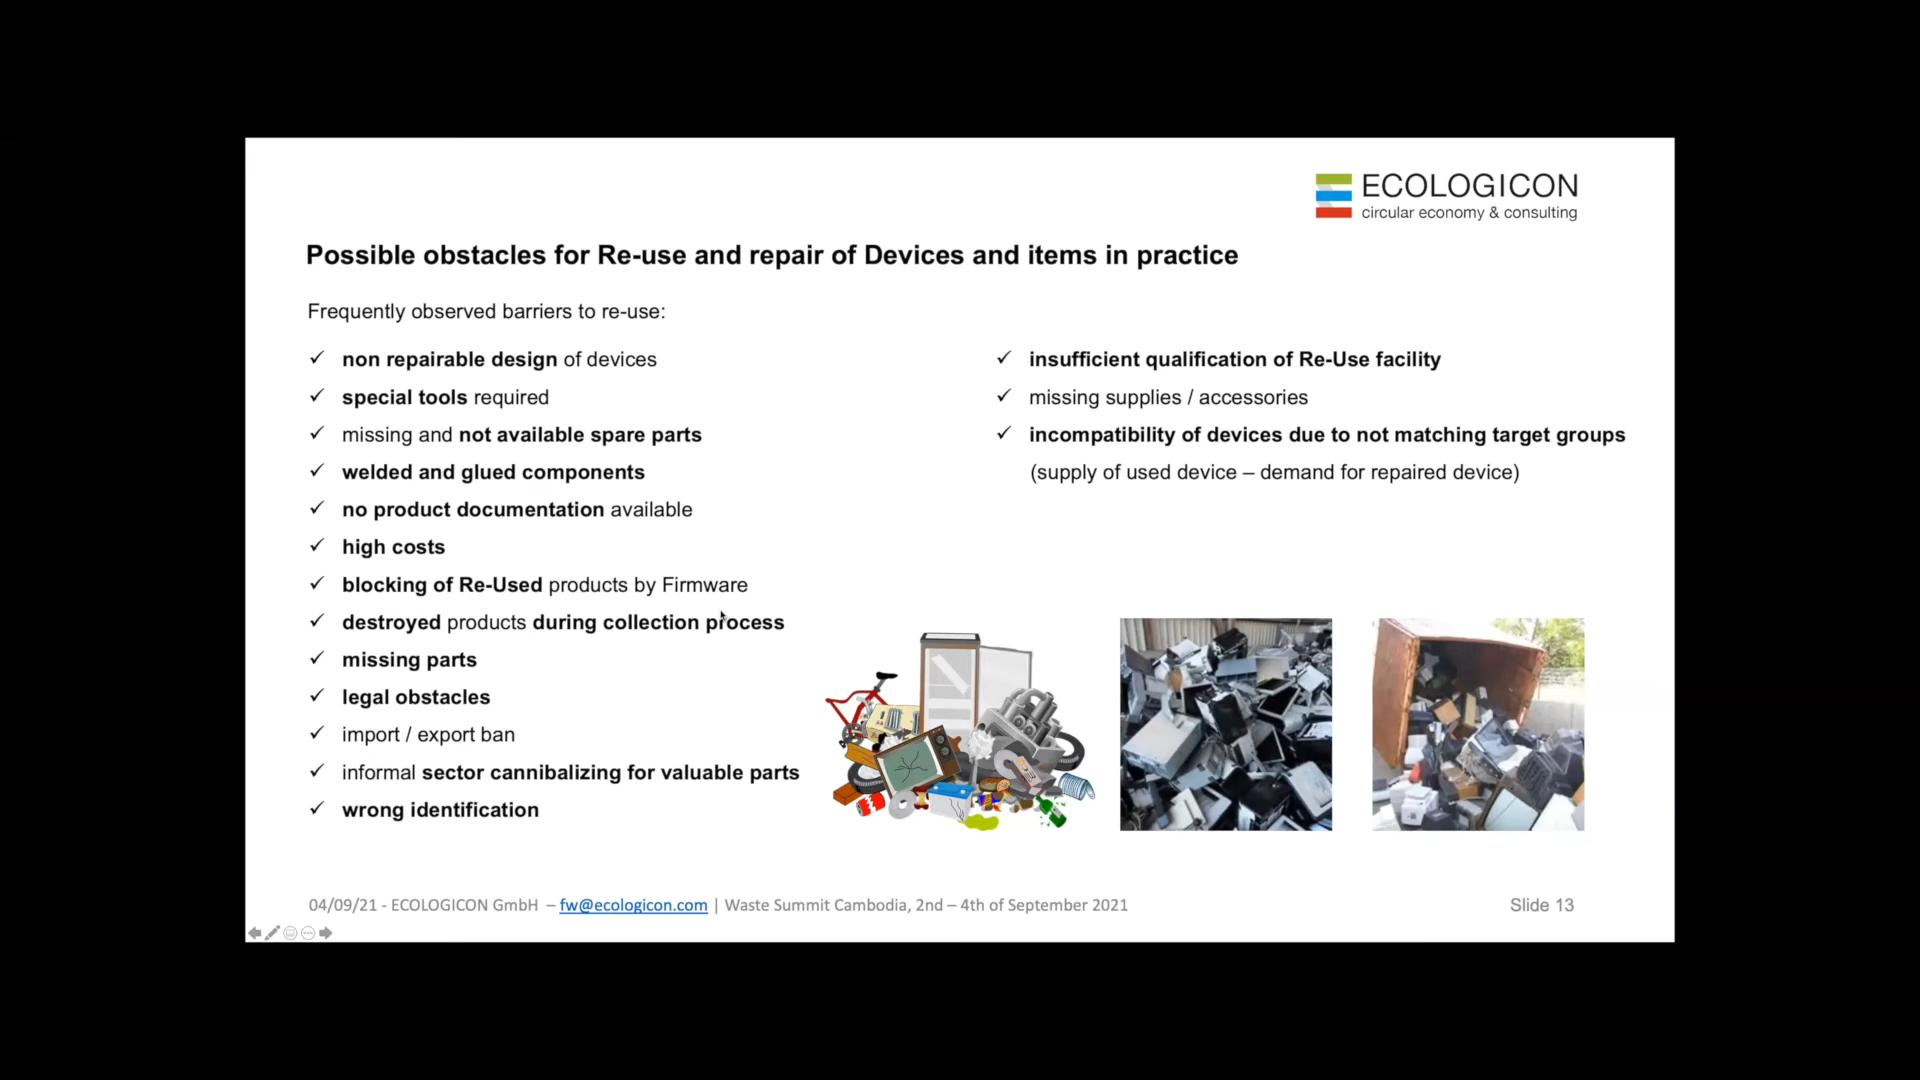 ECOLOGICON
circular economy & consulting
Possible obstacles for Re-use and repair of Devices and items in practice
Frequently observed barriers to re-use:
✓ non repairable design of devices
✓ special tools required
✓ missing and not available spare parts
✓ welded and glued components
✓ no product documentation available
✓ high costs
✓ blocking of Re-Used products by Firmware
✓ destroyed products during collection process
✓ missing parts
✓ legal obstacles
✓ import / export ban
✓ informal sector cannibalizing for valuable parts
✓ wrong identification
✓ insufficient qualification of Re-Use facility
✓ missing supplies / accessories
✓ incompatibility of devices due to not matching target groups
(supply of used device – demand for repaired device)
04/09/21 - ECOLOGICON GmbH – fw@ecologicon.com | Waste Summit Cambodia, 2nd – 4th of September 2021
Slide 13